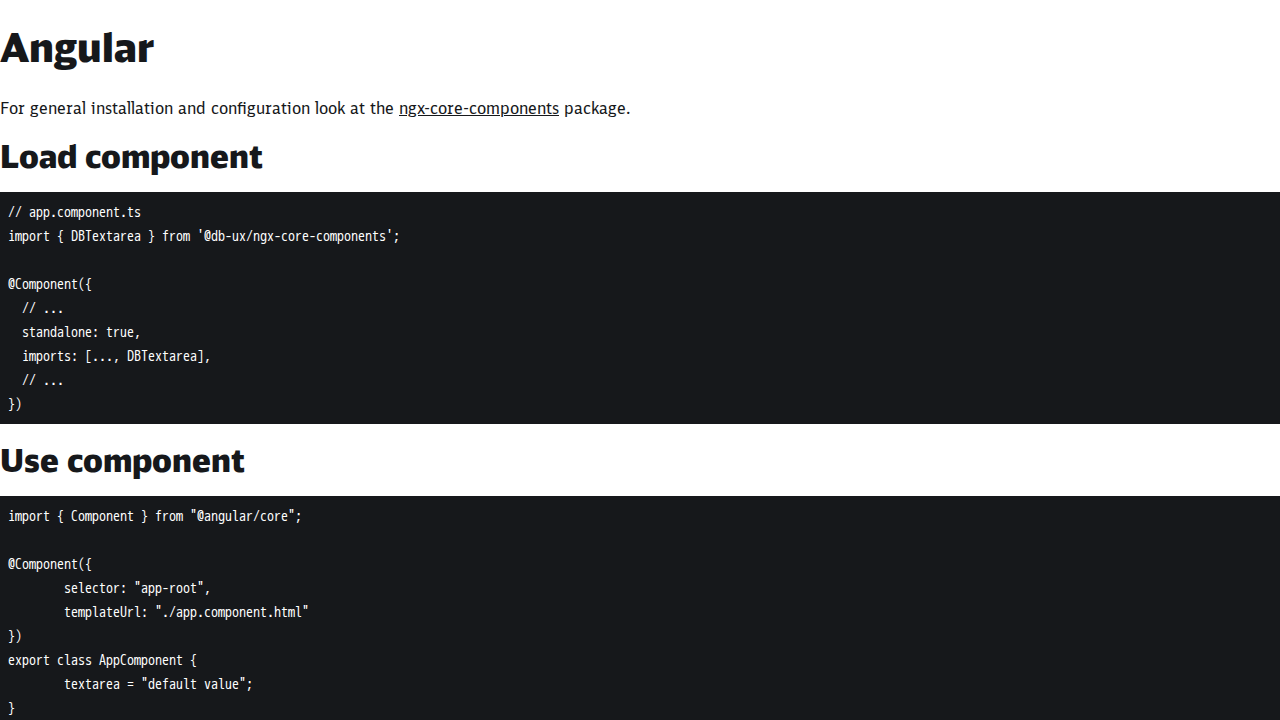 Angular
For general installation and configuration look at the ngx-core-components package.
Load component
// app.component.ts
import { DBTextarea } from '@db-ux/ngx-core-components';
@Component({
  // ...
  standalone: true,
  imports: [..., DBTextarea],
  // ...
})
Use component
import { Component } from "@angular/core";
@Component({
        selector: "app-root",
        templateUrl: "./app.component.html"
})
export class AppComponent {
        textarea = "default value";
}